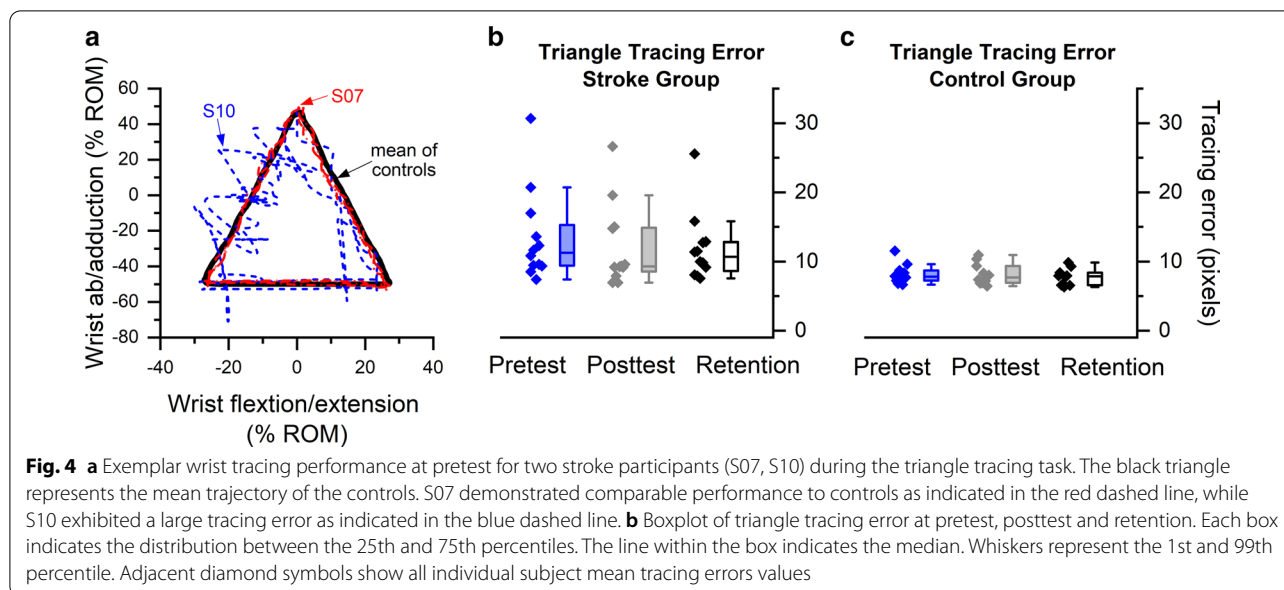 a
b
c
Triangle Tracing Error
Stroke Group
Triangle Tracing Error
Control Group
Wrist ab/adduction (% ROM)
60
40
20
0
-20
-40
-60
-80
S10
S07
mean of
controls
-40 -20 0 20 40
Wrist flextion/extension
(% ROM)
30
20
10
0
Pretest Posttest Retention
30
20
10
0
Tracing error (pixels)
Pretest Posttest Retention
Fig. 4 a Exemplar wrist tracing performance at pretest for two stroke participants (S07, S10) during the triangle tracing task. The black triangle
represents the mean trajectory of the controls. S07 demonstrated comparable performance to controls as indicated in the red dashed line, while
S10 exhibited a large tracing error as indicated in the blue dashed line. b Boxplot of triangle tracing error at pretest, posttest and retention. Each box
indicates the distribution between the 25th and 75th percentiles. The line within the box indicates the median. Whiskers represent the 1st and 99th
percentile. Adjacent diamond symbols show all individual subject mean tracing errors values